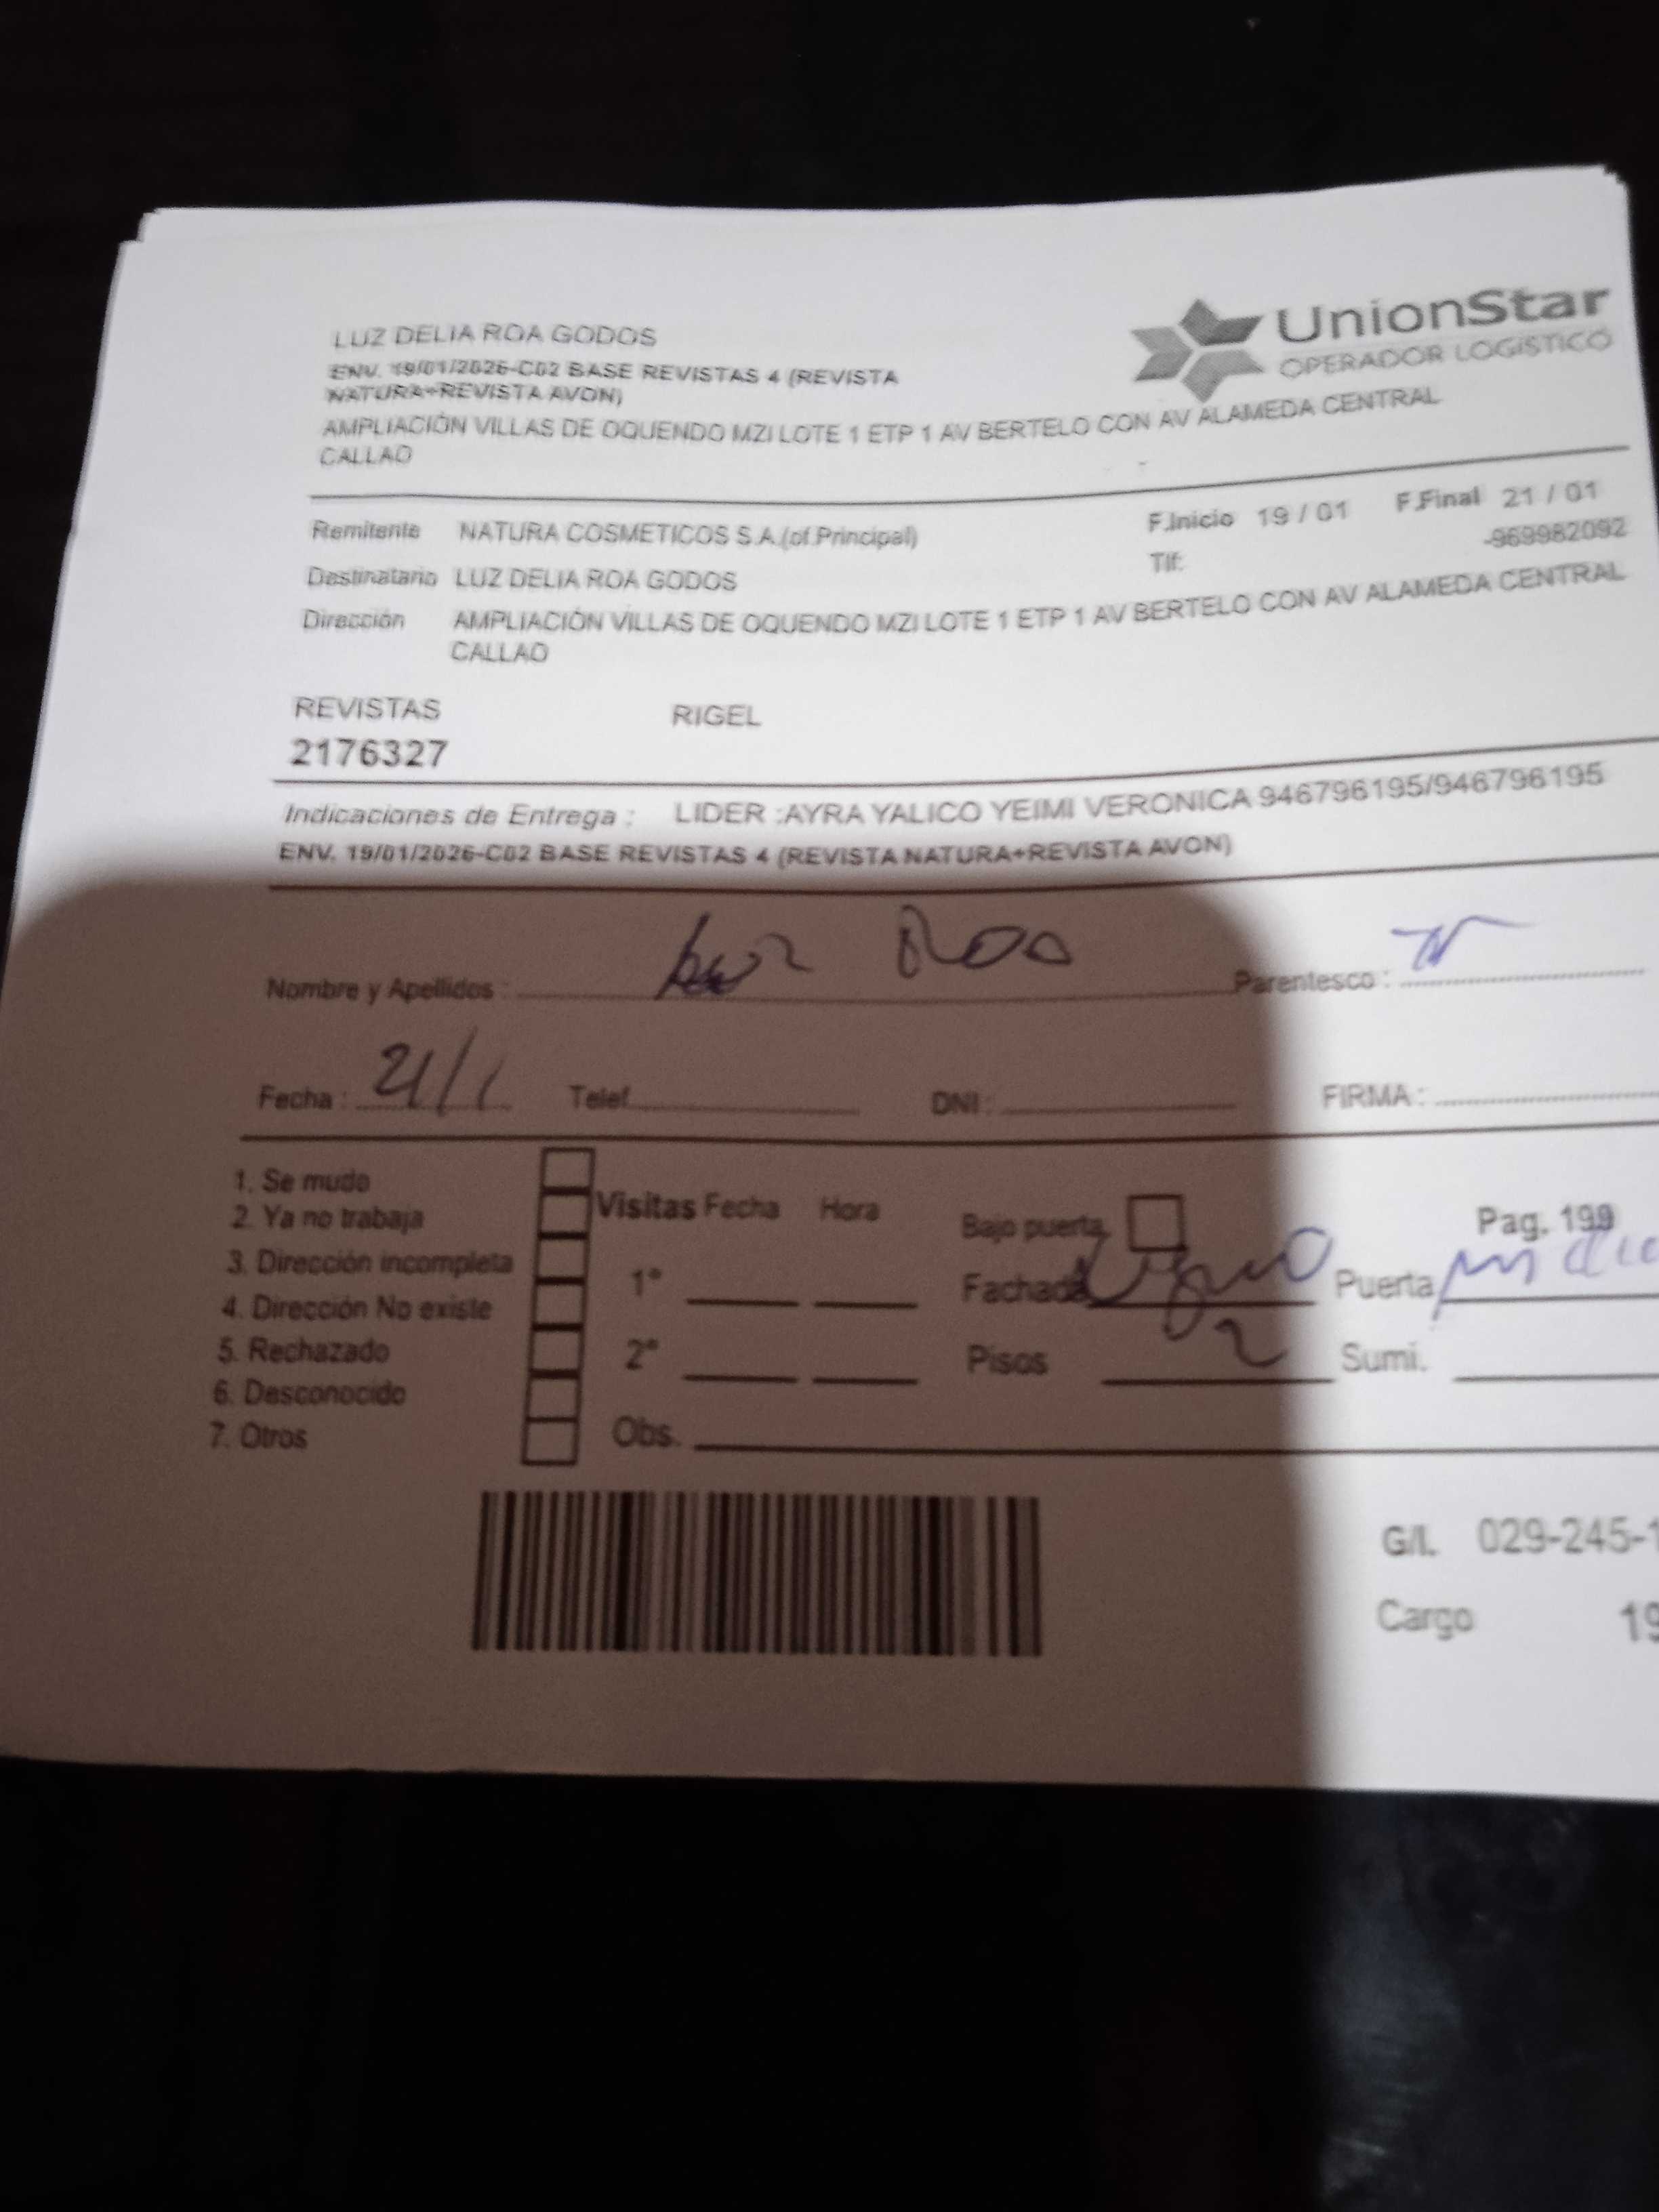 LUZ DELIA ROA GODOS
UnionStar
OPERADOR LOGÍSTICO
ENV. 19/01/2026-C02 BASE REVISTAS 4 (REVISTA
NATURA+REVISTA AVON)
AMPLIACIÓN VILLAS DE OQUENDO MZI LOTE 1 ETP 1 AV BERTELO CON AV ALAMEDA CENTRAL
CALLAO
Remitente NATURA COSMETICOS S.A.(of.Principal) F.Inicio 19 / 01 F.Final 21 / 01
Tlf: -969982092
Destinatario LUZ DELIA ROA GODOS
Dirección AMPLIACIÓN VILLAS DE OQUENDO MZI LOTE 1 ETP 1 AV BERTELO CON AV ALAMEDA CENTRAL
CALLAO
REVISTAS RIGEL
2176327
Indicaciones de Entrega : LIDER :AYRA YALICO YEIMI VERONICA 946796195/946796195
ENV. 19/01/2026-C02 BASE REVISTAS 4 (REVISTA NATURA+REVISTA AVON)
Nombre y Apellidos : Luz Roa Parentesco :
Fecha : 21/1 Telef. DNI : FIRMA :
1. Se mudo
2. Ya no trabaja
3. Dirección incompleta
4. Dirección No existe
5. Rechazado
6. Desconocido
7. Otros
Visitas Fecha Hora
1°
2°
Obs.
Bajo puerta Pag. 199
Fachada Puerta
Pisos 2 Sumi.
G/I. 029-245-1
Cargo 19